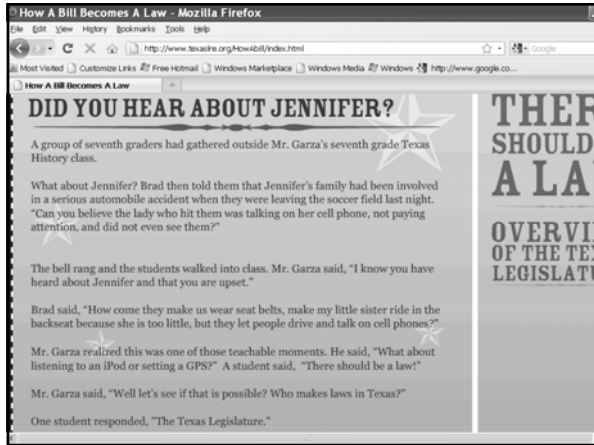 How A Bill Becomes A Law - Mozilla Firefox
File Edit View History Bookmarks Tools Help
http://www.texaslre.org/HowAbill/index.html
Google
Most Visited Customize Links Free Hotmail Windows Marketplace Windows Media Windows http://www.google.co...
How A Bill Becomes A Law
DID YOU HEAR ABOUT JENNIFER?
A group of seventh graders had gathered outside Mr. Garza's seventh grade Texas
History class.
What about Jennifer? Brad then told them that Jennifer's family had been involved
in a serious automobile accident when they were leaving the soccer field last night.
"Can you believe the lady who hit them was talking on her cell phone, not paying
attention, and did not even see them?"
The bell rang and the students walked into class. Mr. Garza said, "I know you have
heard about Jennifer and that you are upset."
Brad said, "How come they make us wear seat belts, make my little sister ride in the
backseat because she is too little, but they let people drive and talk on cell phones?"
Mr. Garza realized this was one of those teachable moments. He said, "What about
listening to an iPod or setting a GPS?" A student said, "There should be a law!"
Mr. Garza said, "Well let's see if that is possible? Who makes laws in Texas?"
One student responded, "The Texas Legislature."
THER
SHOULD
A LA
OVERVI
OF THE TE
LEGISLAT